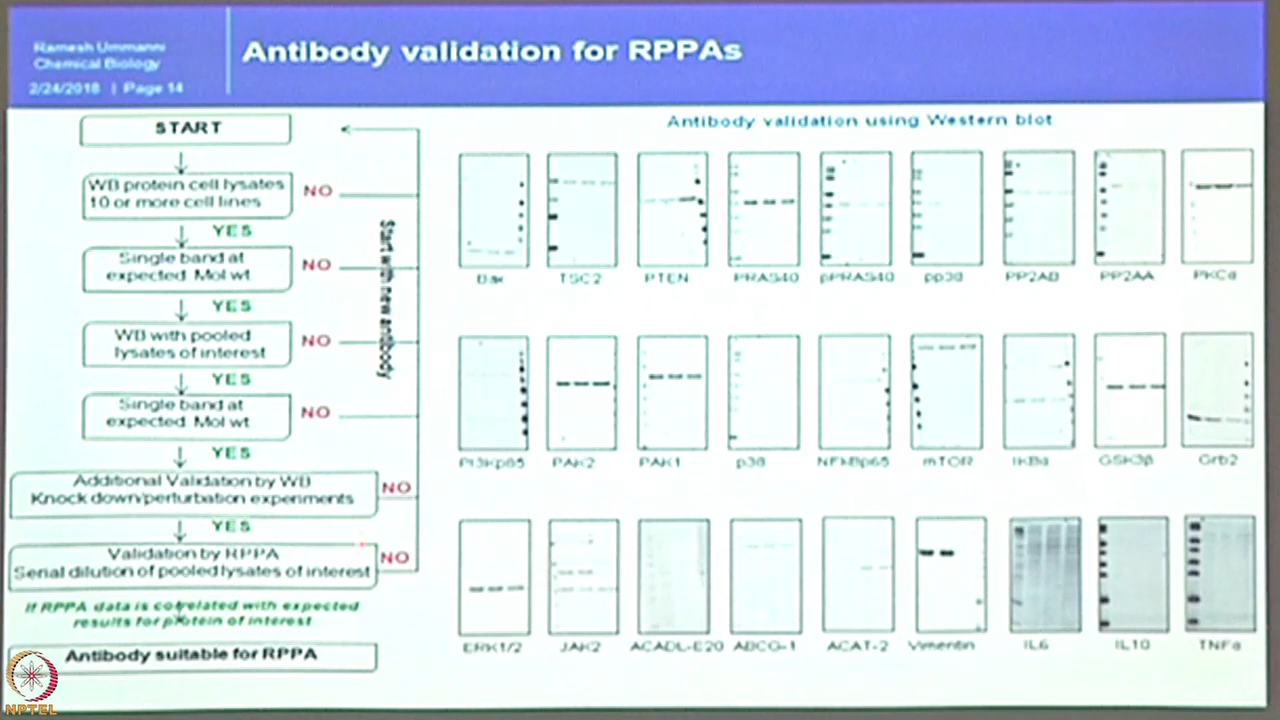 Ramesh Ummanni
Chemical Biology
2/24/2018 | Page 14
Antibody validation for RPPAs
START
WB protein cell lysates
10 or more cell lines
NO
YES
Single band at
expected Mol wt
NO
YES
WB with pooled
lysates of interest
NO
YES
Single band at
expected Mol wt
NO
YES
Additional Validation by WB
Knock down/perturbation experiments
NO
YES
Validation by RPPA
Serial dilution of pooled lysates of interest
NO
If RPPA data is correlated with expected
results for protein of interest
Antibody suitable for RPPA
Start with new antibody
Antibody validation using Western blot
Bax TSC2 PTEN PRAS40 pPRAS40 pp38 PP2AB PP2AA PKCα
PI3Kp85 PAK2 PAK1 p38 NFkBp65 mTOR IKBα GSK3β Grb2
ERK1/2 JAK2 ACADL-E20 ABCG-1 ACAT-2 Vimentin IL6 IL10 TNFα
NPTEL